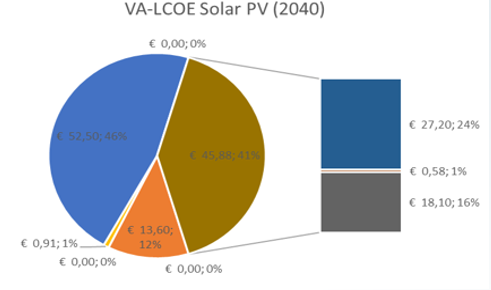 VA-LCOE Solar PV (2040)
€ 0,00; 0%
€ 52,50; 46%
€ 45,88; 41%
€ 27,20; 24%
€ 0,58; 1%
€ 18,10; 16%
€ 13,60;
12%
€ 0,91; 1%
€ 0,00; 0%
€ 0,00; 0%